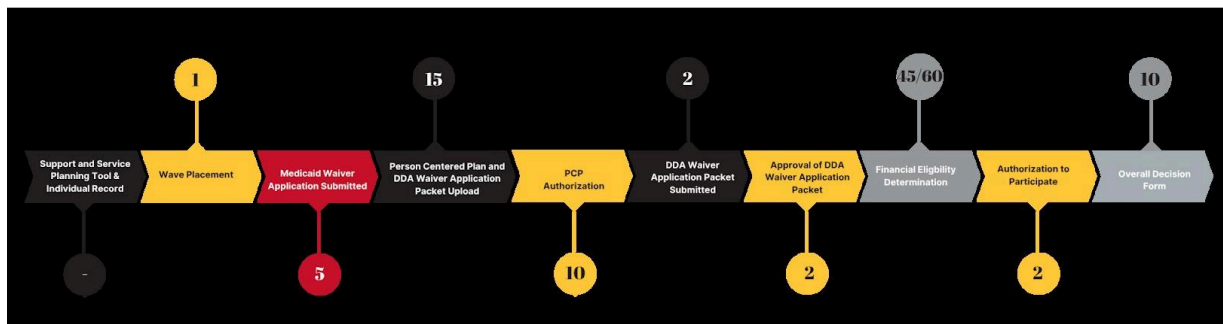 1
15
2
45/60
10
Support and Service
Planning Tool &
Individual Record
Wave Placement
Medicaid Waiver
Application Submitted
Person Centered Plan and
DDA Waiver Application
Packet Upload
PCP
Authorization
DDA Waiver
Application Packet
Submitted
Approval of DDA
Waiver Application
Packet
Financial Eligbility
Determination
Authorization to
Participate
Overall Decision
Form
-
5
10
2
2